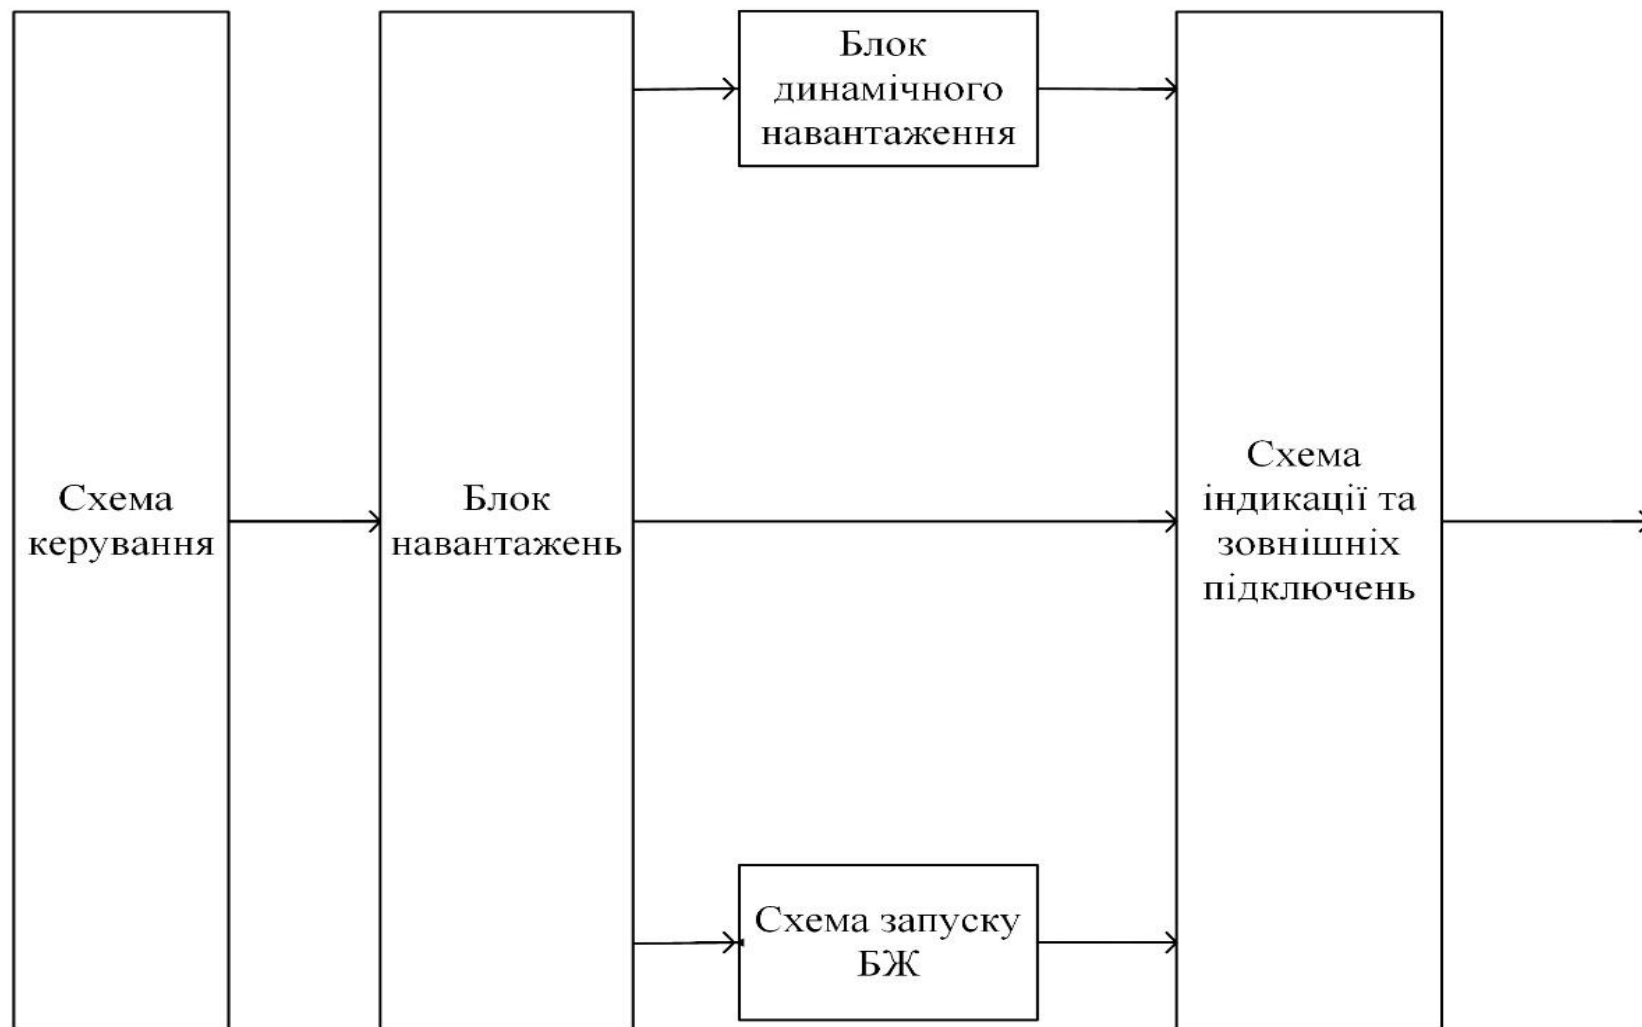 Блок
динамічного
навантаження
Схема
керування
Блок
навантажень
Схема
індикації та
зовнішніх
підключень
Схема запуску
БЖ